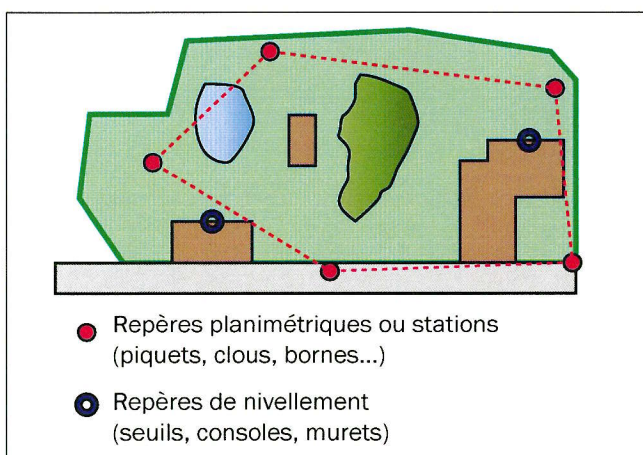 Repères planimétriques ou stations
(piquets, clous, bornes...)
Repères de nivellement
(seuils, consoles, murets)